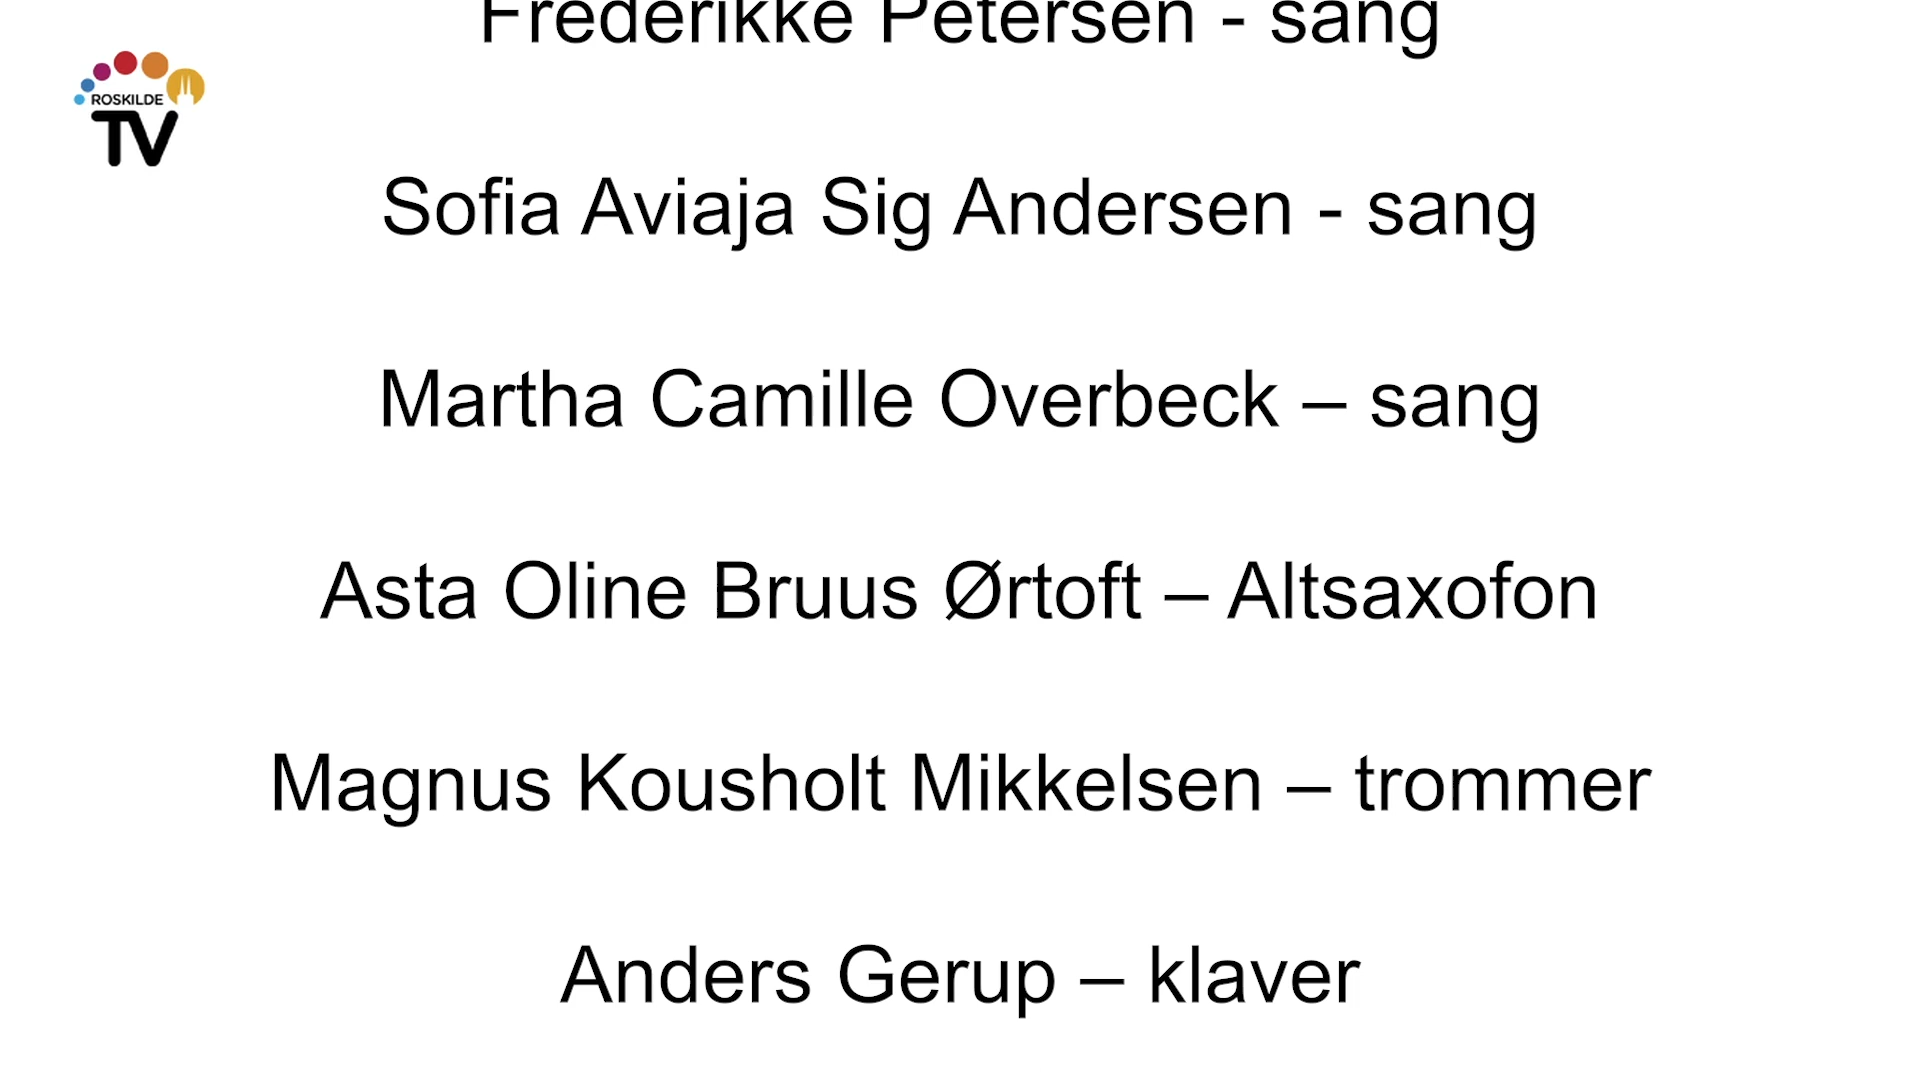 Frederikke Petersen - sang
ROSKILDE
TV
Sofia Aviaja Sig Andersen - sang
Martha Camille Overbeck – sang
Asta Oline Bruus Ørtoft – Altsaxofon
Magnus Kousholt Mikkelsen – trommer
Anders Gerup – klaver